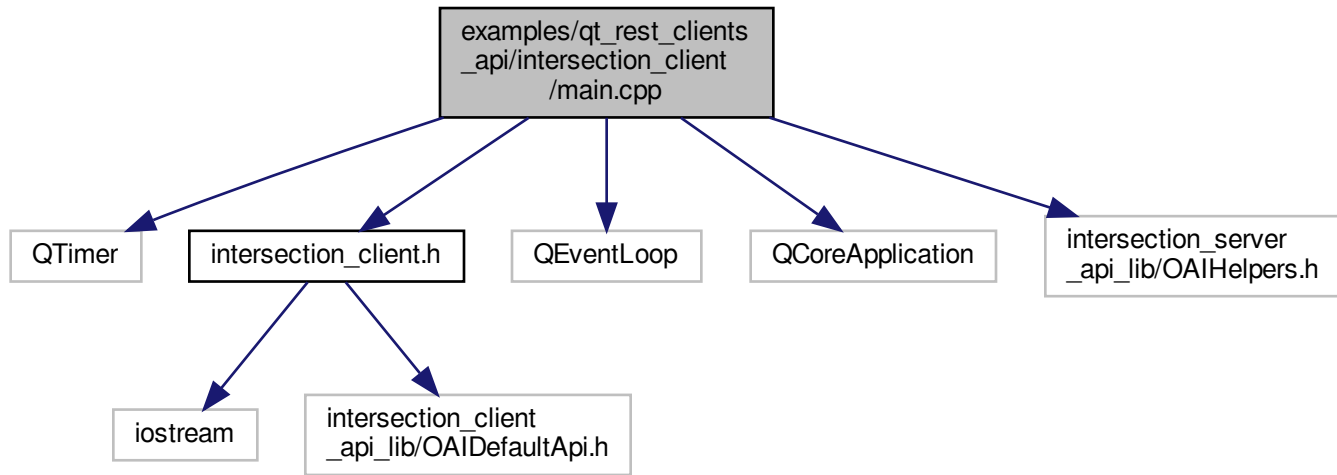 examples/qt_rest_clients
_api/intersection_client
/main.cpp
QTimer
intersection_client.h
QEventLoop
QCoreApplication
intersection_server
_api_lib/OAIHelpers.h
iostream
intersection_client
_api_lib/OAIDefaultApi.h